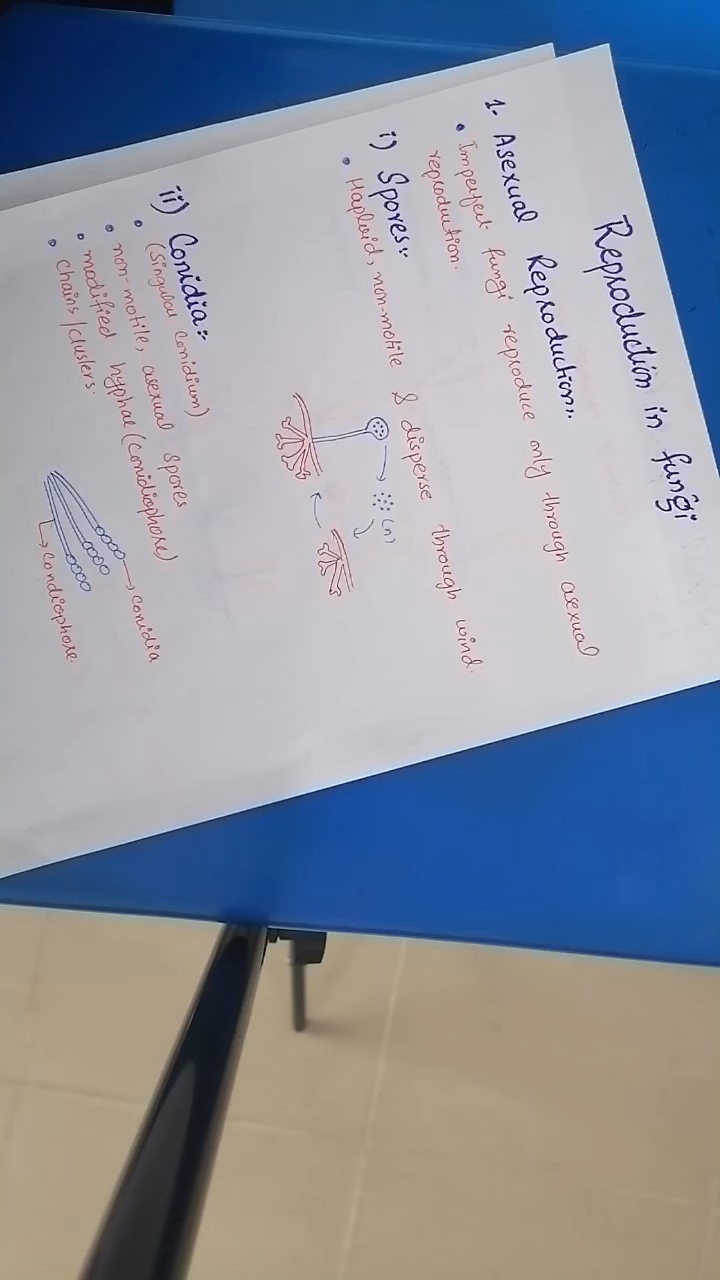 Reproduction in fungi
1. Asexual Reproduction:.
• Imperfect fungi reproduce only through asexual
reproduction.
i) Spores:.
• Haploid, non-motile & disperse through wind.
(n)
ii) Conidia:.
• (Singular conidium)
• non-motile, asexual spores
• modified hyphae (conidiophore)
• chains/clusters.
conidia
condiophore.